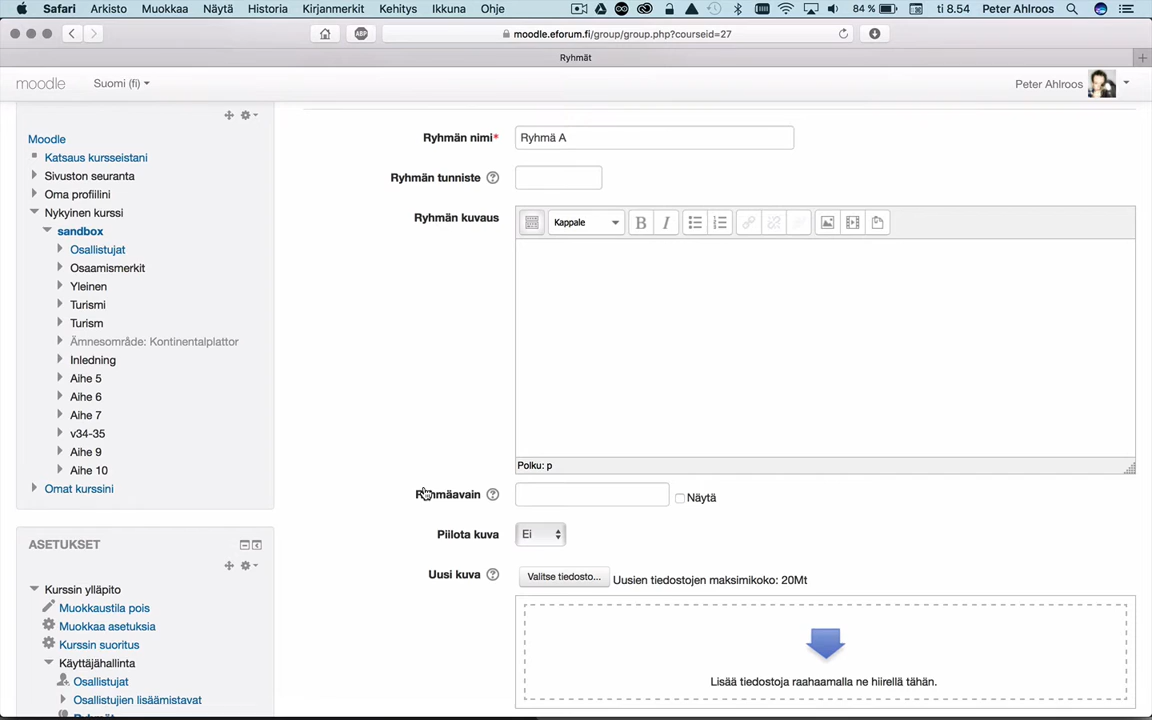 Safari Arkisto Muokkaa Näytä Historia Kirjanmerkit Kehitys Ikkuna Ohje 84 % ti 8.54 Peter Ahlroos
ABP moodle.eforum.fi/group/group.php?courseid=27
Ryhmät
moodle Suomi (fi) Peter Ahlroos
Ryhmän nimi* Ryhmä A
Moodle
Katsaus kursseistani
Sivuston seuranta
Ryhmän tunniste
Oma profiilini
Nykyinen kurssi
Ryhmän kuvaus Kappale B I
sandbox
Osallistujat
Osaamismerkit
Yleinen
Turismi
Turism
Ämnesområde: Kontinentalplattor
Inledning
Aihe 5
Aihe 6
Aihe 7
v34-35
Aihe 9
Polku: p
Aihe 10
Omat kurssini
Ryhmäavain Näytä
Piilota kuva Ei
ASETUKSET
Uusi kuva Valitse tiedosto... Uusien tiedostojen maksimikoko: 20Mt
Kurssin ylläpito
Muokkaustila pois
Muokkaa asetuksia
Kurssin suoritus
Käyttäjähallinta
Osallistujat
Lisää tiedostoja raahaamalla ne hiirellä tähän.
Osallistujien lisäämistavat
Ryhmät